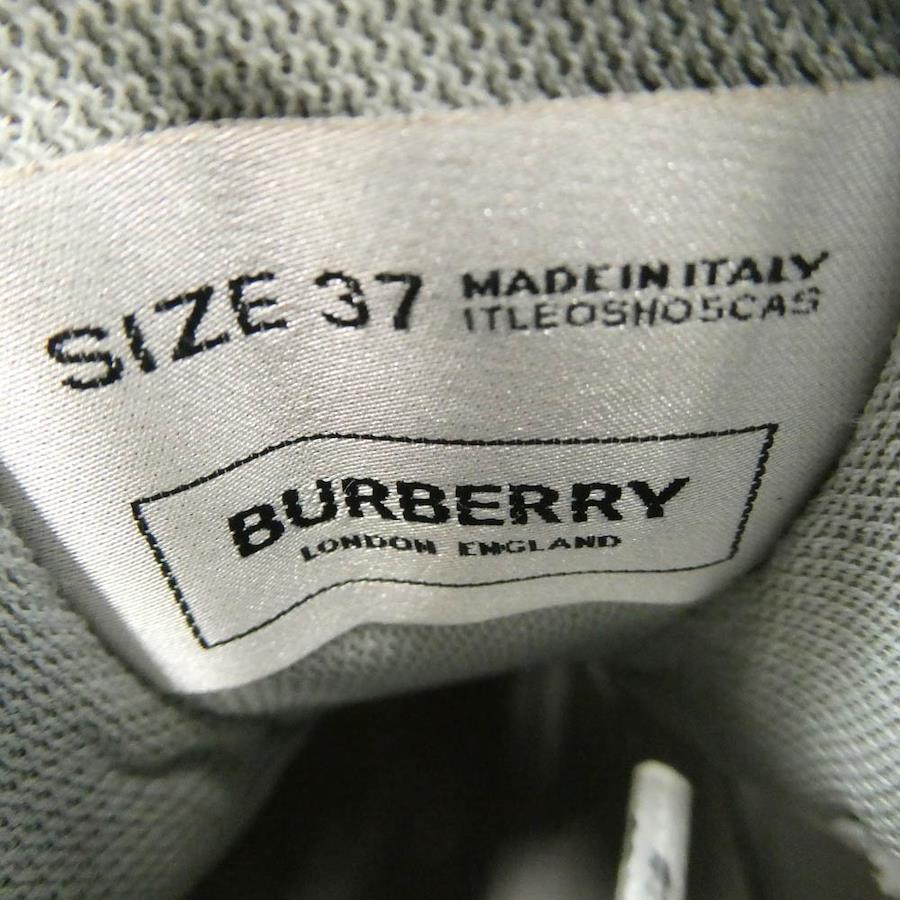 SIZE 37
MADE IN ITALY
ITLEOSHO5CAS
BURBERRY
LONDON ENGLAND